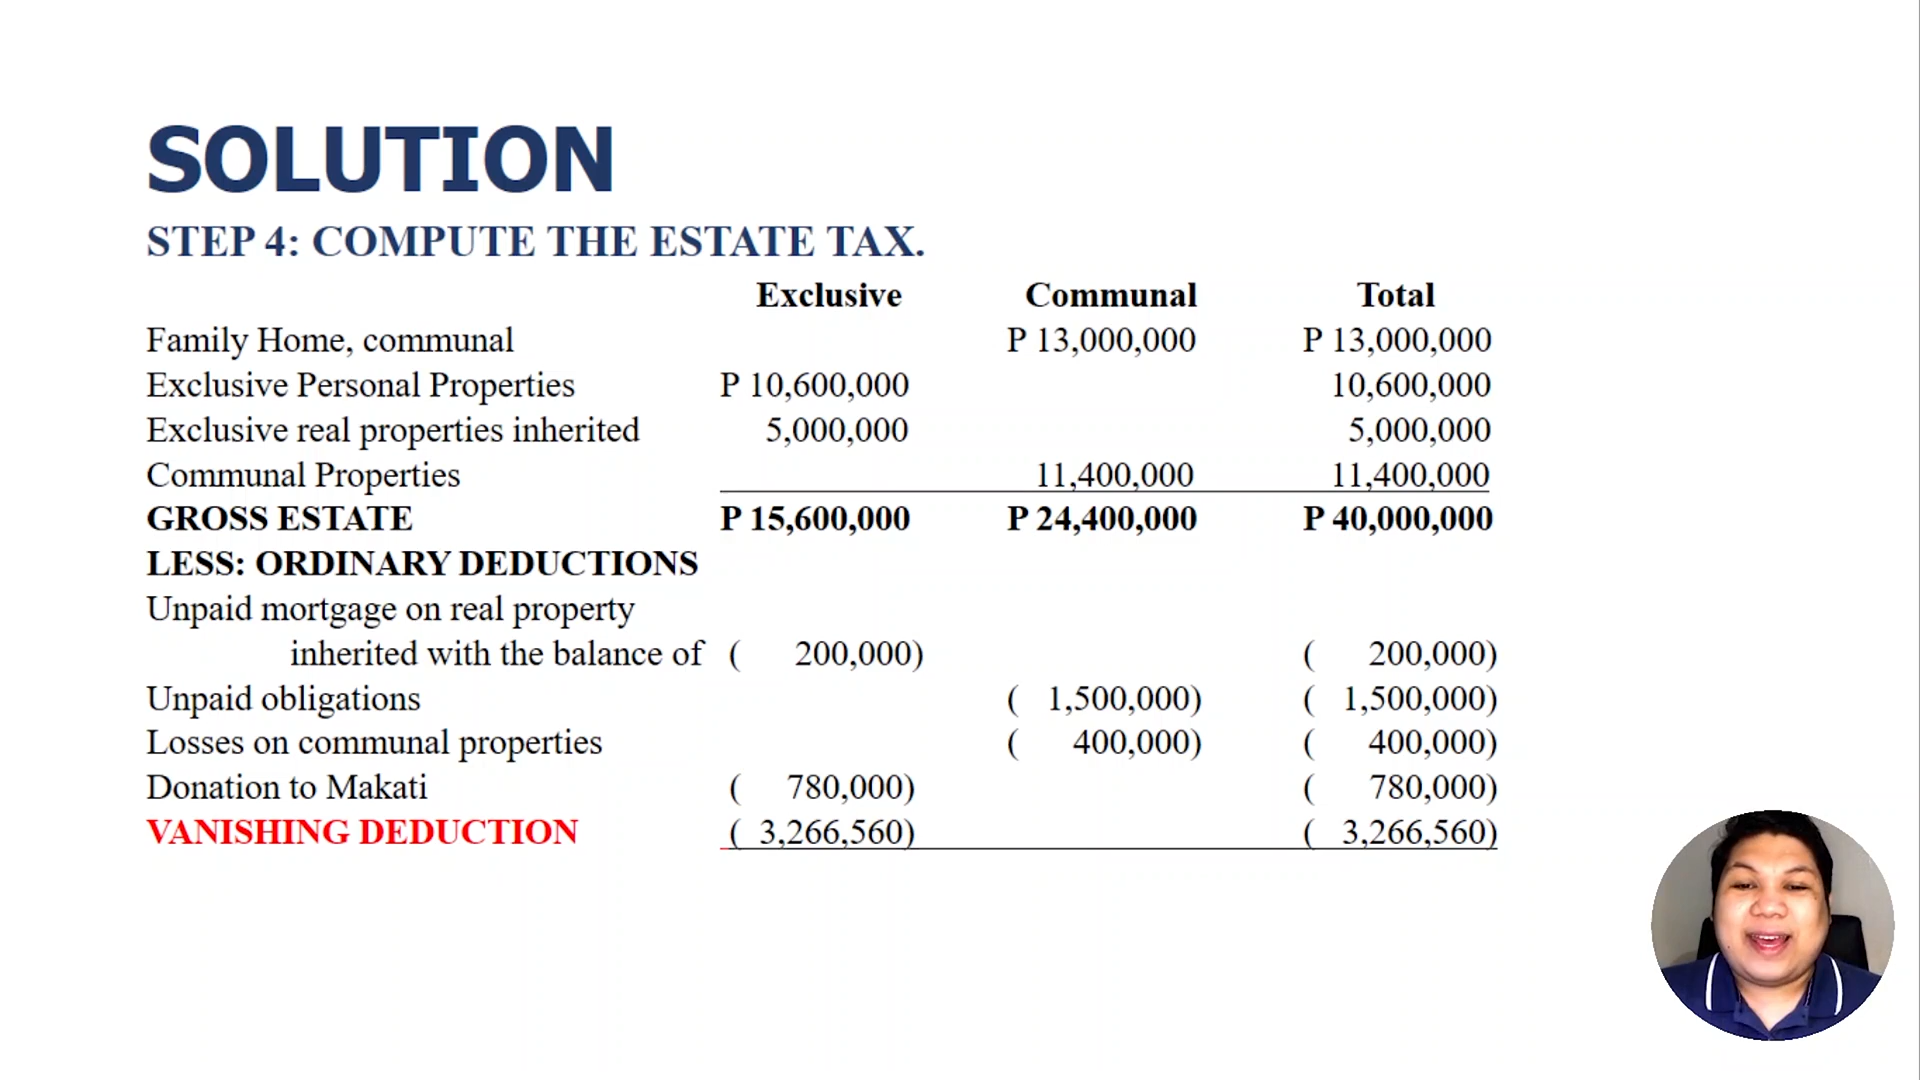 SOLUTION
STEP 4: COMPUTE THE ESTATE TAX.
Exclusive Communal Total
Family Home, communal P 13,000,000 P 13,000,000
Exclusive Personal Properties P 10,600,000 10,600,000
Exclusive real properties inherited 5,000,000 5,000,000
Communal Properties 11,400,000 11,400,000
GROSS ESTATE P 15,600,000 P 24,400,000 P 40,000,000
LESS: ORDINARY DEDUCTIONS
Unpaid mortgage on real property
inherited with the balance of ( 200,000) ( 200,000)
Unpaid obligations ( 1,500,000) ( 1,500,000)
Losses on communal properties ( 400,000) ( 400,000)
Donation to Makati ( 780,000) ( 780,000)
VANISHING DEDUCTION ( 3,266,560) ( 3,266,560)